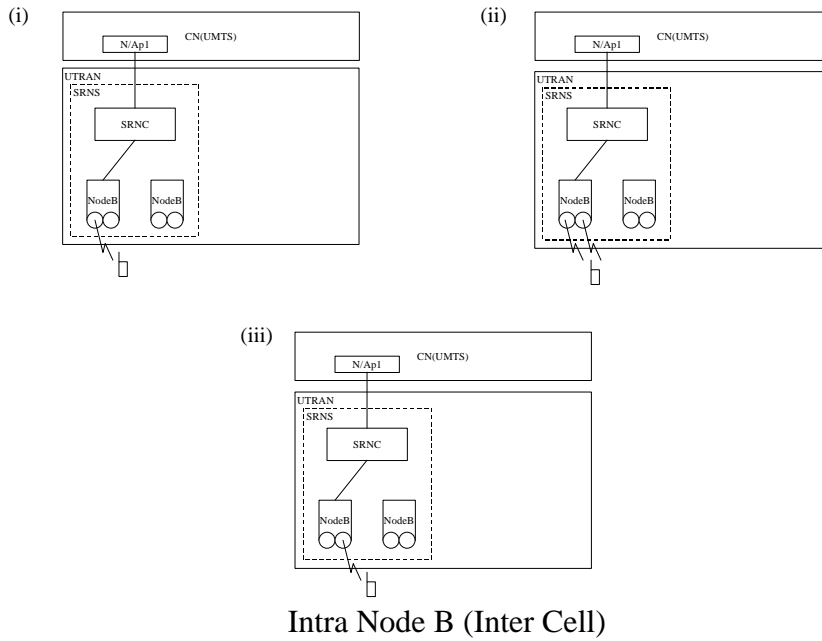 (i)
N/Ap1
CN(UMTS)
UTRAN
SRNS
SRNC
NodeB
NodeB
(ii)
N/Ap1
CN(UMTS)
UTRAN
SRNS
SRNC
NodeB
NodeB
(iii)
N/Ap1
CN(UMTS)
UTRAN
SRNS
SRNC
NodeB
NodeB
Intra Node B (Inter Cell)